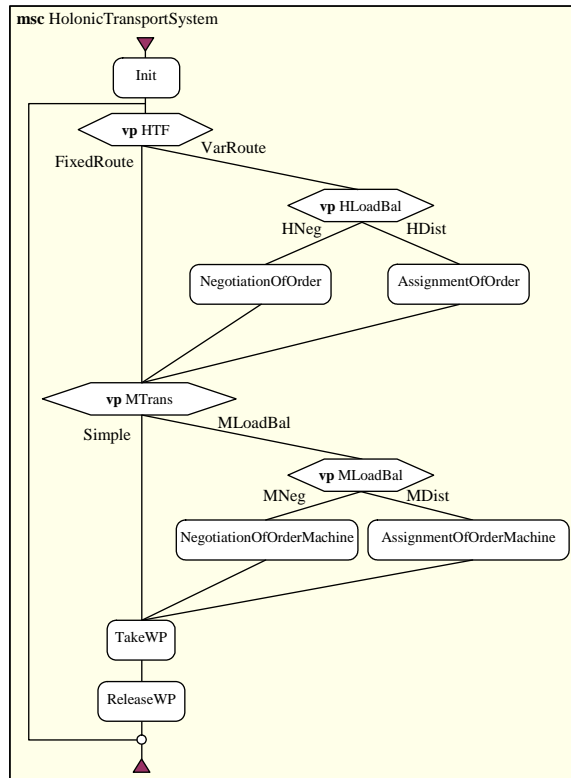 msc HolonicTransportSystem
Init
vp HTF
FixedRoute
VarRoute
vp HLoadBal
HNeg
HDist
NegotiationOfOrder
AssignmentOfOrder
vp MTrans
Simple
MLoadBal
vp MLoadBal
MNeg
MDist
NegotiationOfOrderMachine
AssignmentOfOrderMachine
TakeWP
ReleaseWP